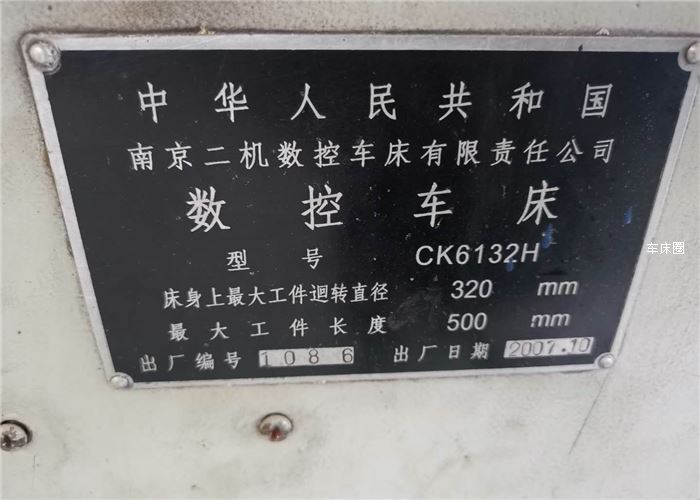 中华人民共和国
南京二机数控车床有限责任公司
数控车床
型号 CK6132H
床身上最大工件迴转直径 320 mm
最大工件长度 500 mm
出厂编号 1086 出厂日期 2007.10
车床圈